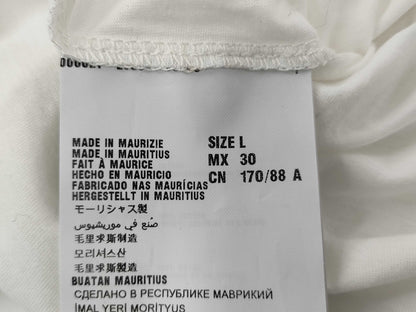 MADE IN MAURIZIE
MADE IN MAURITIUS
FAIT À MAURICE
HECHO EN MAURICIO
FABRICADO NAS MAURÍCIAS
HERGESTELLT IN MAURITIUS
モーリシャス製
صُنع في موريشيوس
毛里求斯制造
모리셔스산
毛里求斯製造
BUATAN MAURITIUS
СДЕЛАНО В РЕСПУБЛИКЕ МАВРИКИЙ
İMAL YERİ MORİTYUS
SIZE L
MX 30
CN 170/88 A